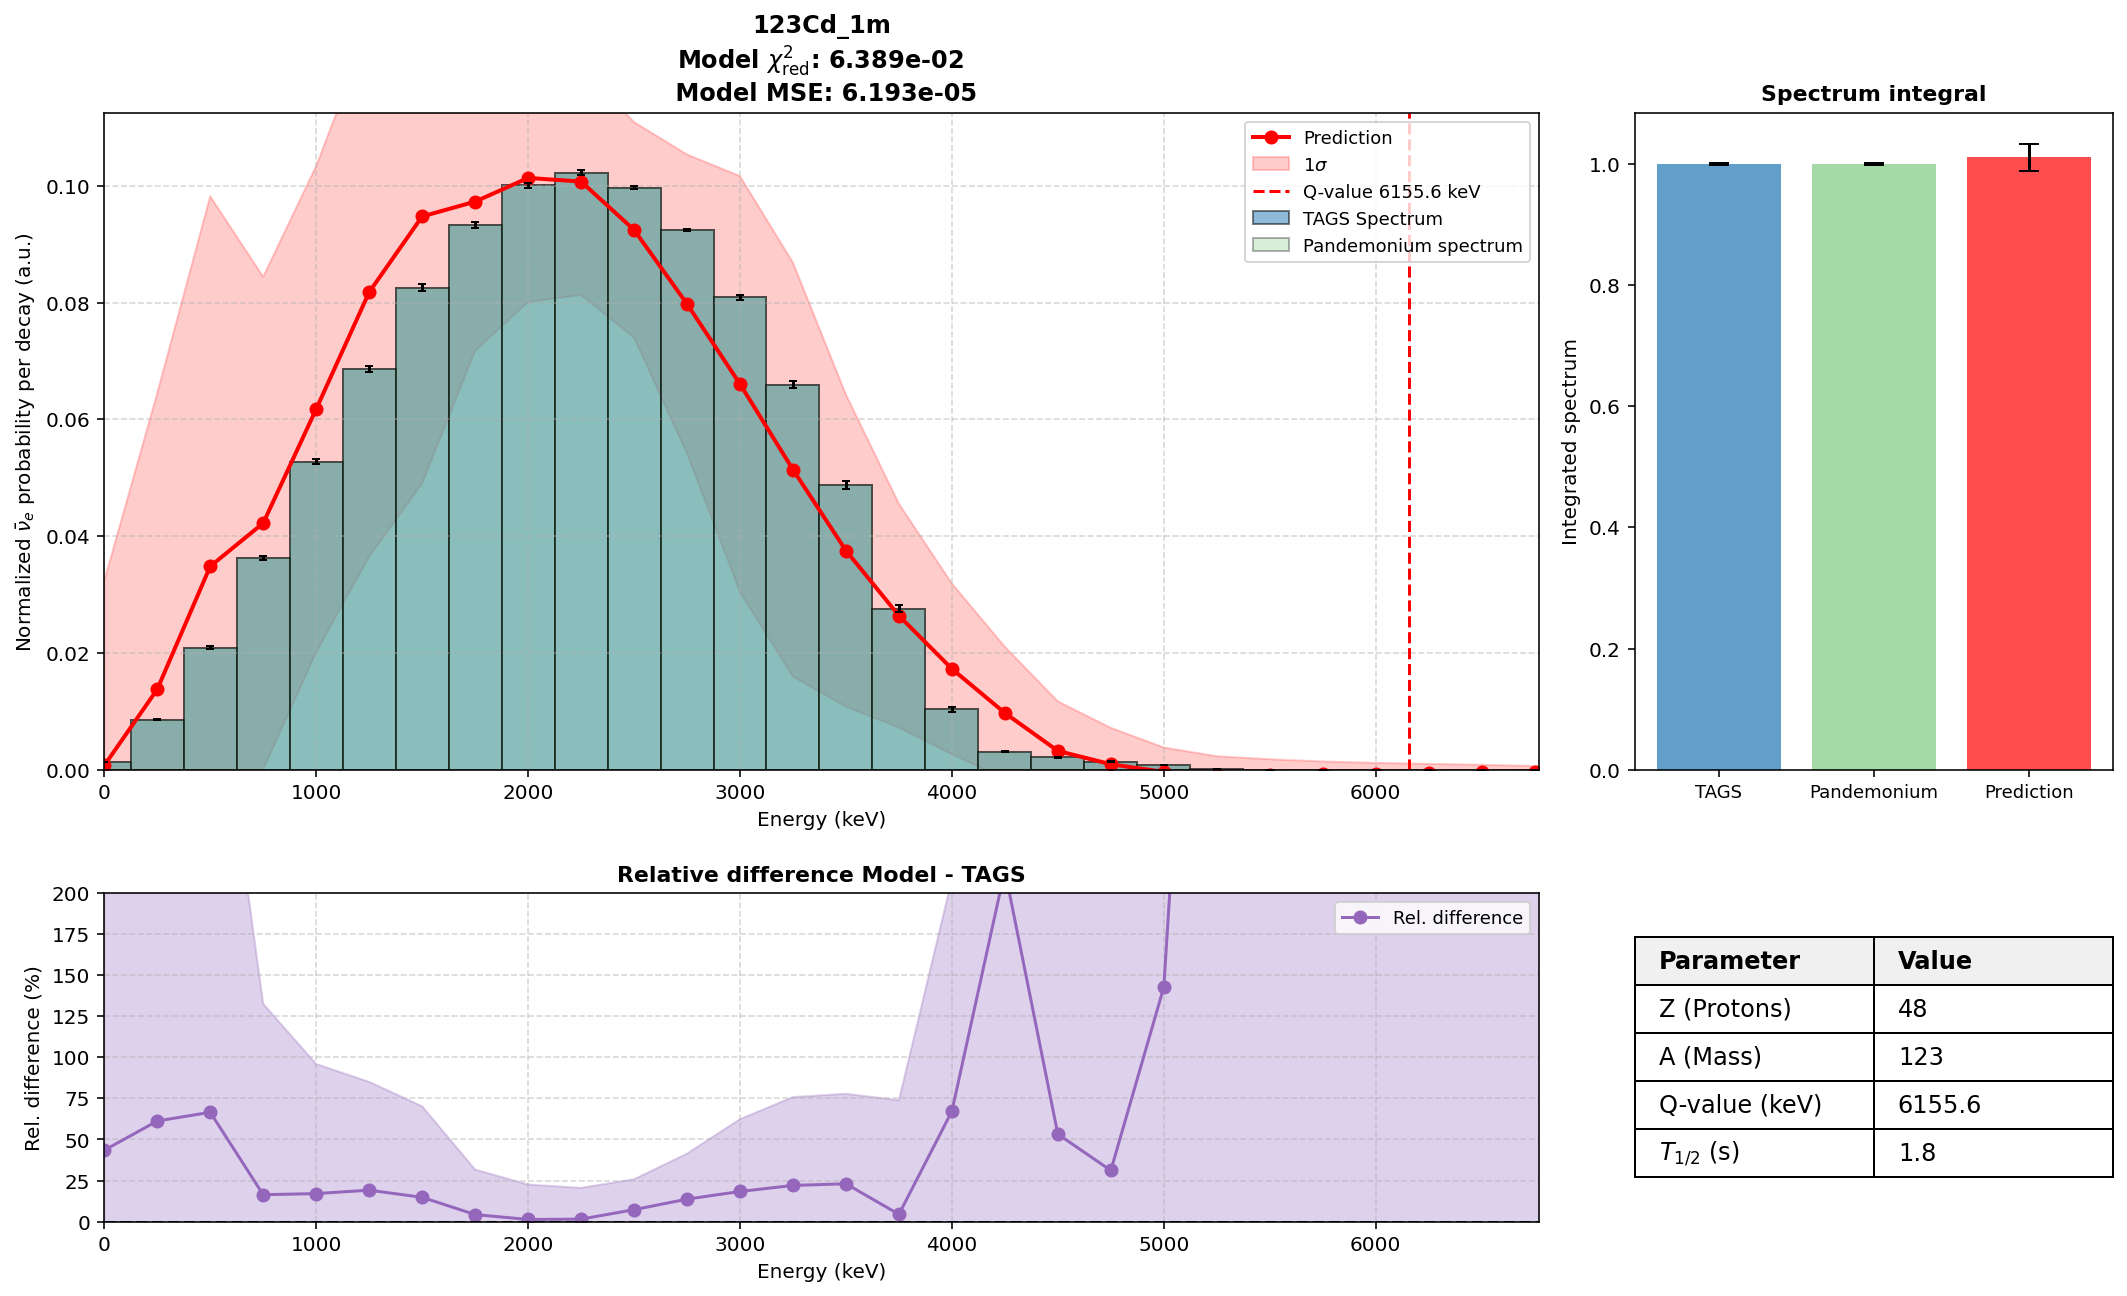 123Cd_1m
Model χ²red: 6.389e-02
Model MSE: 6.193e-05
Normalized ν̄e probability per decay (a.u.)
0.10
0.08
0.06
0.04
0.02
0.00
0 1000 2000 3000 4000 5000 6000
Energy (keV)
Prediction
1σ
Q-value 6155.6 keV
TAGS Spectrum
Pandemonium spectrum
Spectrum integral
Integrated spectrum
1.0
0.8
0.6
0.4
0.2
0.0
TAGS Pandemonium Prediction
Relative difference Model - TAGS
Rel. difference (%)
200
175
150
125
100
75
50
25
0
0 1000 2000 3000 4000 5000 6000
Energy (keV)
Rel. difference
Parameter Value
Z (Protons) 48
A (Mass) 123
Q-value (keV) 6155.6
T1/2 (s) 1.8